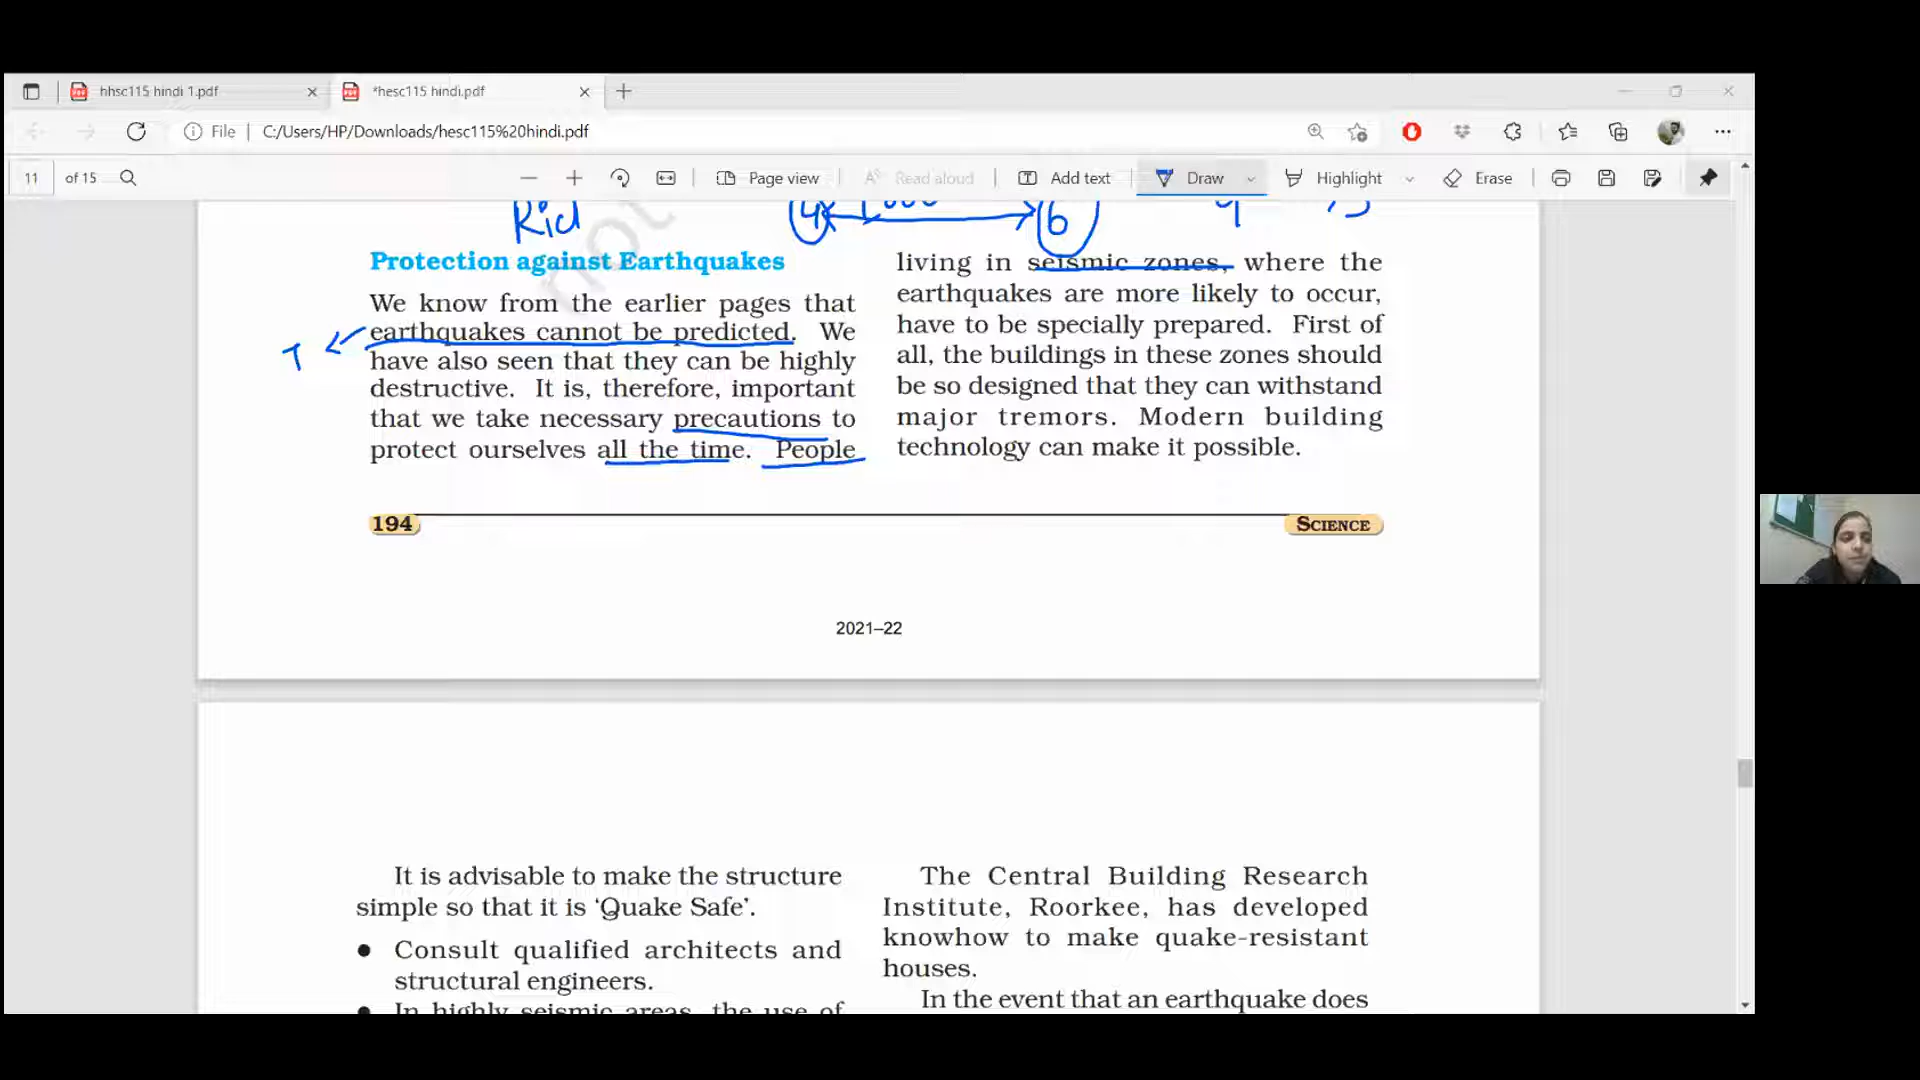 hhsc115 hindi 1.pdf
*hesc115 hindi.pdf
File
C:/Users/HP/Downloads/hesc115%20hindi.pdf
11 of 15
Page view
Read aloud
Add text
Draw
Highlight
Erase
not
Protection against Earthquakes
We know from the earlier pages that
earthquakes cannot be predicted. We
have also seen that they can be highly
destructive. It is, therefore, important
that we take necessary precautions to
protect ourselves all the time. People
living in seismic zones, where the
earthquakes are more likely to occur,
have to be specially prepared. First of
all, the buildings in these zones should
be so designed that they can withstand
major tremors. Modern building
technology can make it possible.
194
SCIENCE
2021–22
It is advisable to make the structure
simple so that it is ‘Quake Safe’.
● Consult qualified architects and
structural engineers.
● In highly seismic areas, the use of
The Central Building Research
Institute, Roorkee, has developed
knowhow to make quake-resistant
houses.
In the event that an earthquake does